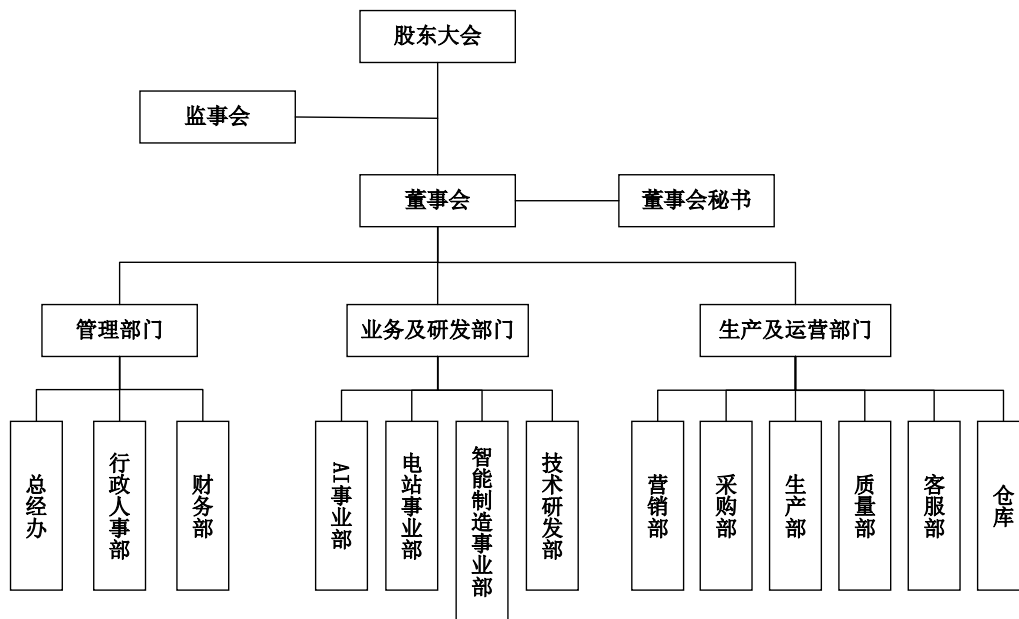 股东大会
监事会
董事会
董事会秘书
管理部门
业务及研发部门
生产及运营部门
总经办
行政人事部
财务部
AI事业部
电站事业部
智能制造事业部
技术研发部
营销部
采购部
生产部
质量部
客服部
仓库